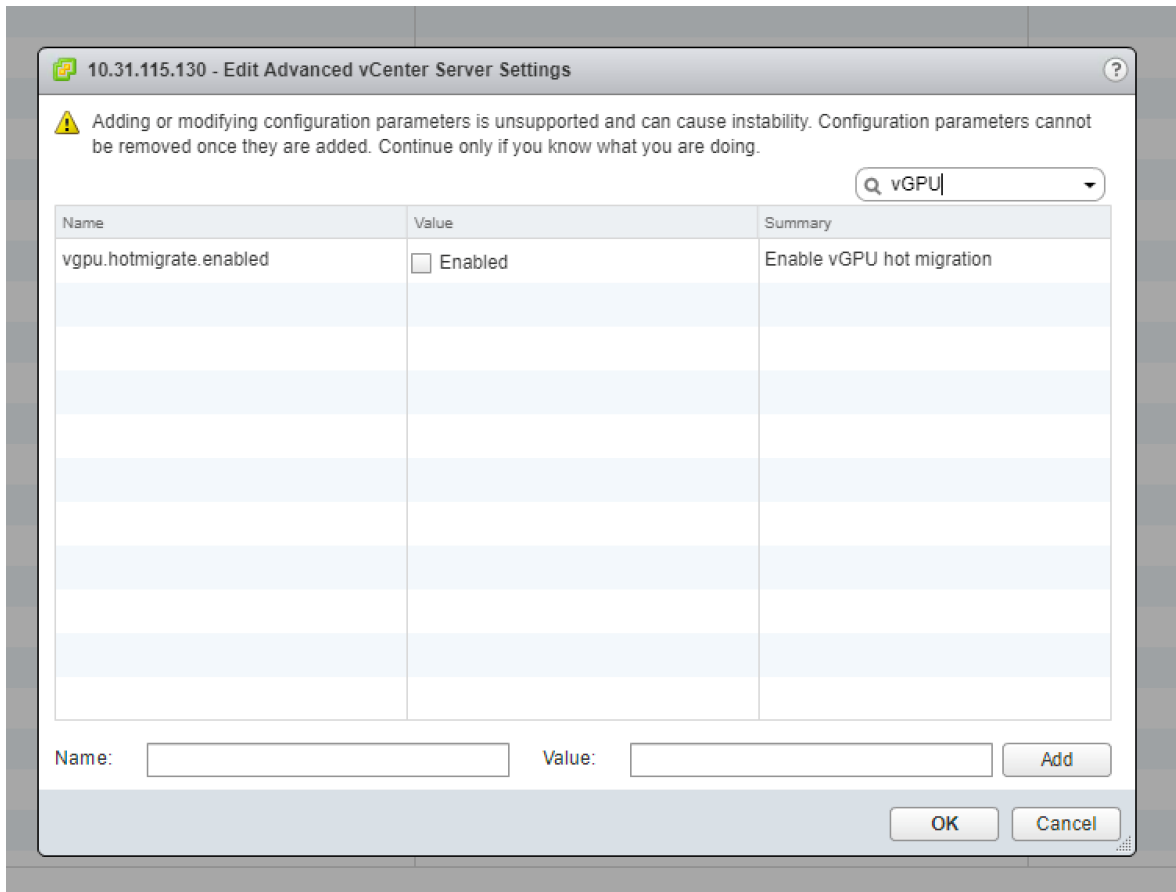 10.31.115.130 - Edit Advanced vCenter Server Settings
?
Adding or modifying configuration parameters is unsupported and can cause instability. Configuration parameters cannot
be removed once they are added. Continue only if you know what you are doing.
vGPU
Name Value Summary
vgpu.hotmigrate.enabled Enabled Enable vGPU hot migration
Name: Value: Add
OK Cancel